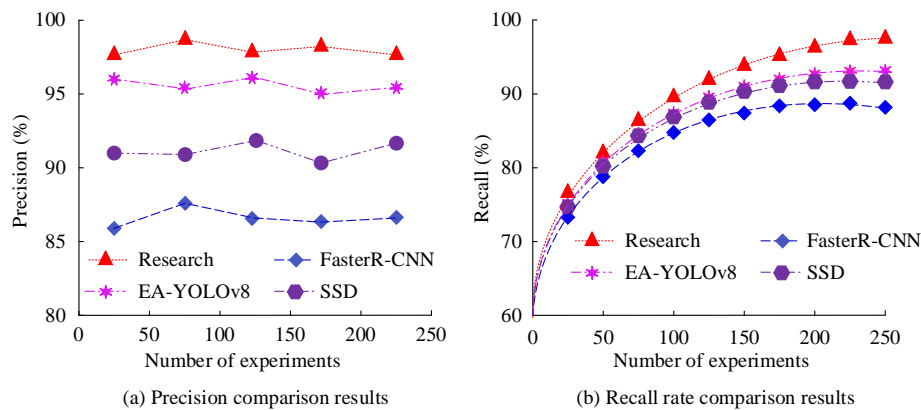 100
95
90
85
80
Precision (%)
Research
FasterR-CNN
EA-YOLOv8
SSD
0
50
100
150
200
250
Number of experiments
(a) Precision comparison results
100
90
80
70
60
Recall (%)
Research
FasterR-CNN
EA-YOLOv8
SSD
0
50
100
150
200
250
Number of experiments
(b) Recall rate comparison results